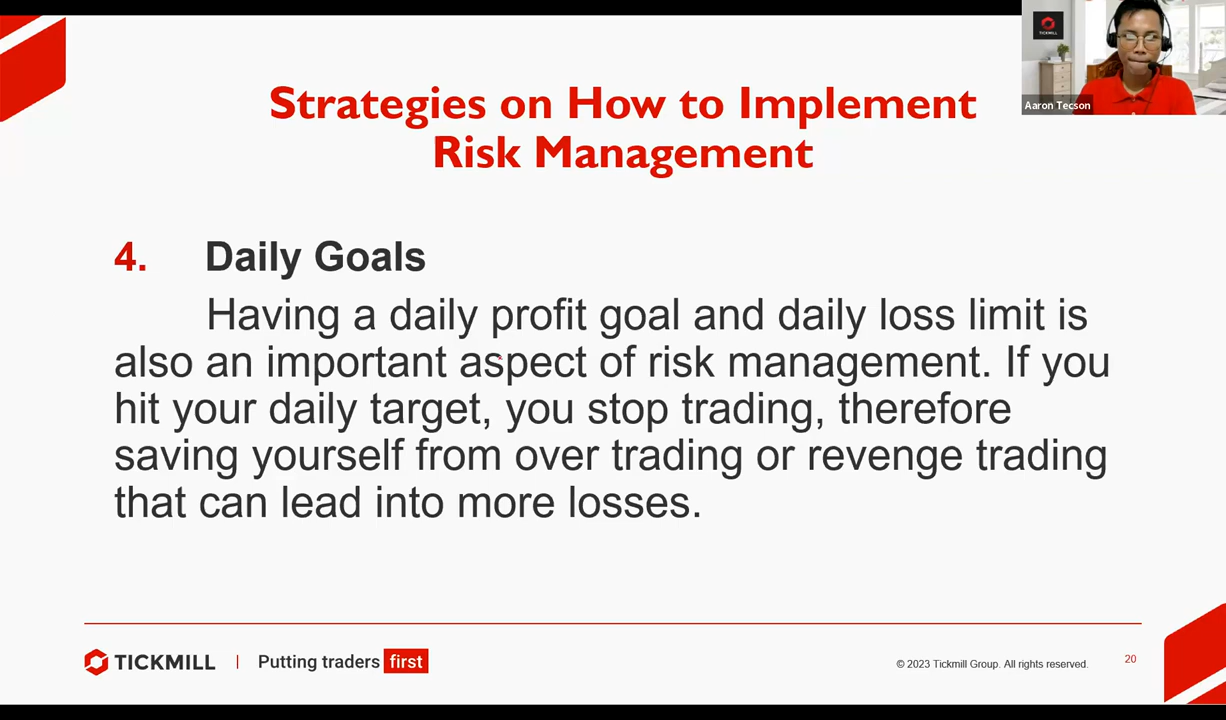 TICKMILL
Aaron Tecson
Strategies on How to Implement
Risk Management
4. Daily Goals
Having a daily profit goal and daily loss limit is
also an important aspect of risk management. If you
hit your daily target, you stop trading, therefore
saving yourself from over trading or revenge trading
that can lead into more losses.
TICKMILL | Putting traders first
© 2023 Tickmill Group. All rights reserved.
20